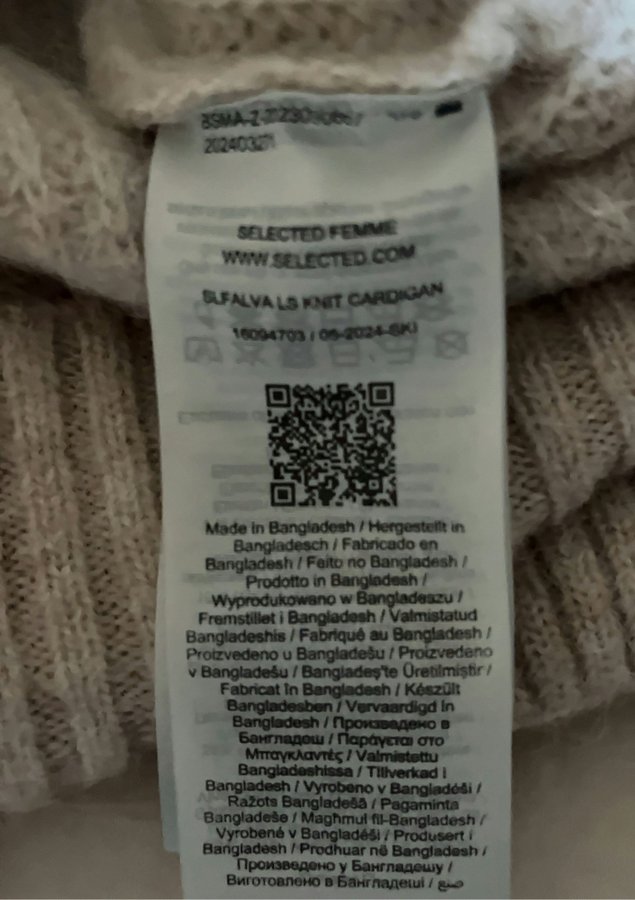 20240321
SELECTED FEMME
WWW.SELECTED.COM
SLFALVA LS KNIT CARDIGAN
16094703 / 06-2024-SKI
Made in Bangladesh / Hergestellt in
Bangladesch / Fabricado en
Bangladesh / Feito no Bangladesh /
Prodotto in Bangladesh /
Wyprodukowano w Bangladeszu /
Fremstillet i Bangladesh / Valmistatud
Bangladeshis / Fabriqué au Bangladesh /
Proizvedeno u Bangladešu / Proizvedeno
v Bangladešu / Bangladeş'te Üretilmiştir /
Fabricat în Bangladesh / Készült
Bangladesben / Vervaardigd in
Bangladesh / Произведено в
Бангладеш / Παράγεται στο
Μπαγκλαντές / Valmistettu
Bangladeshissa / Tillverkad i
Bangladesh / Vyrobeno v Bangladéši /
Ražots Bangladešā / Pagaminta
Bangladeše / Magħmul fil-Bangladesh /
Vyrobené v Bangladéši / Produsert i
Bangladesh / Prodhuar në Bangladesh /
Произведено у Бангладешу /
Виготовлено в Бангладеші / صنع